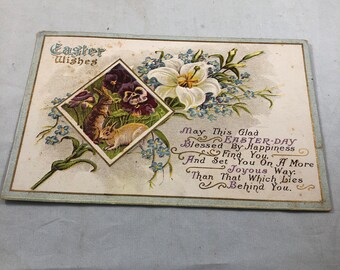 Easter
Wishes
May This Glad
EASTER-DAY
Blessed By Happiness
Find You,
And Set You On A More
Joyous Way,
Than That Which Lies
Behind You.